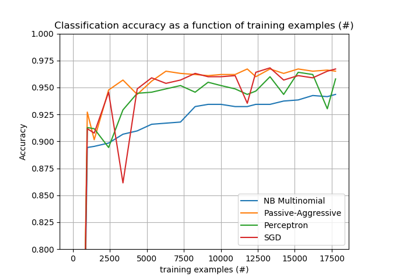 Classification accuracy as a function of training examples (#)
1.000
0.975
0.950
0.925
0.900
0.875
0.850
0.825
0.800
Accuracy
NB Multinomial
Passive-Aggressive
Perceptron
SGD
0 2500 5000 7500 10000 12500 15000 17500
training examples (#)